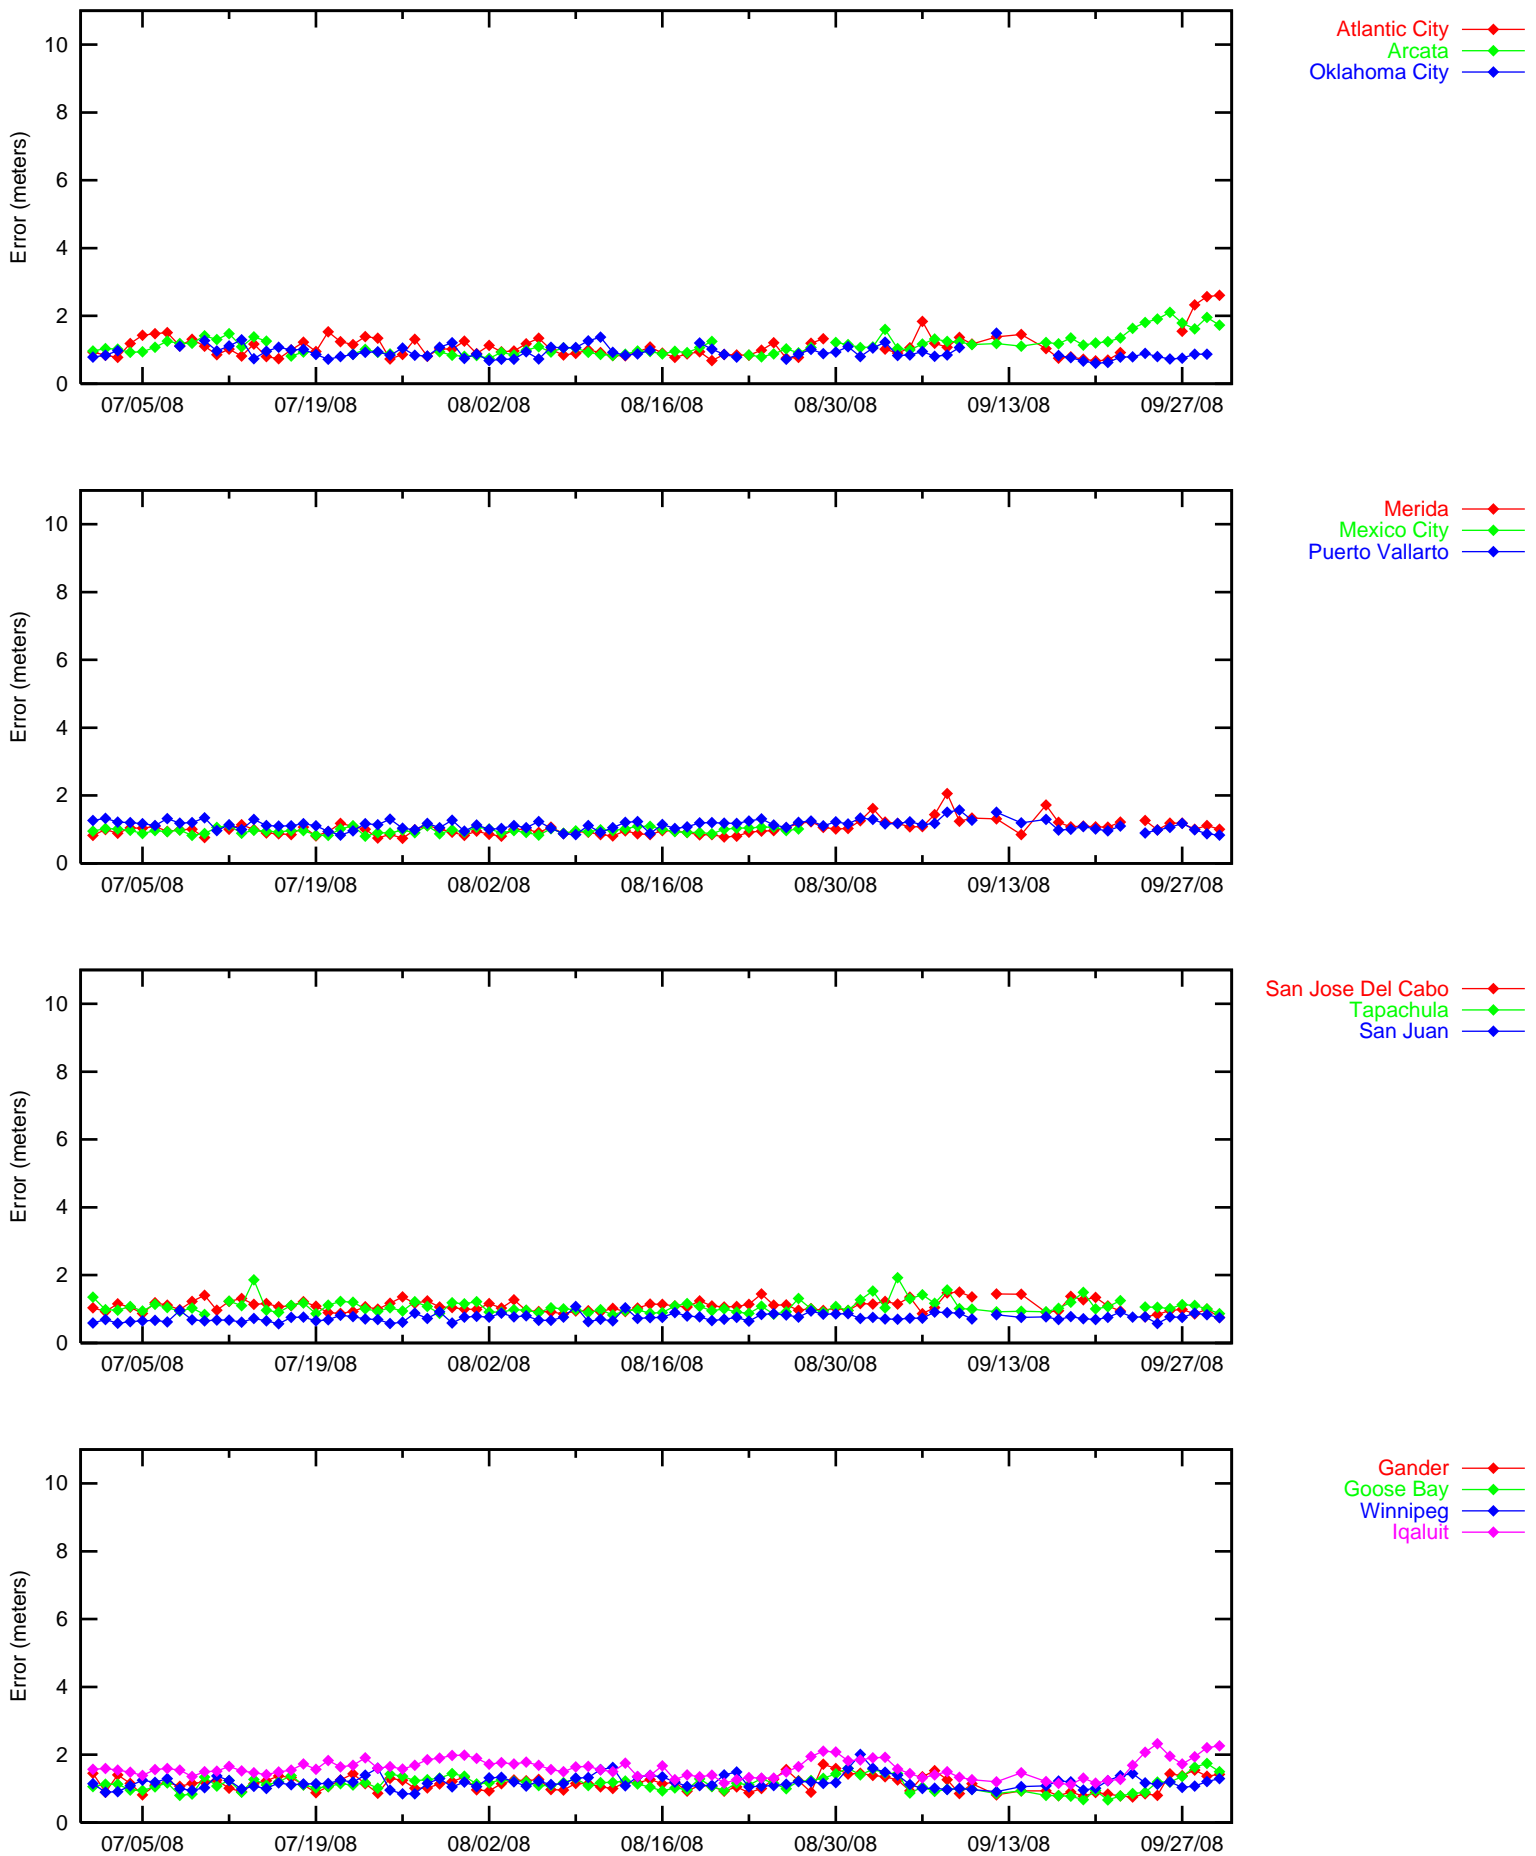 Atlantic City
Arcata
Oklahoma City
Error (meters)
10
8
6
4
2
0
07/05/08 07/19/08 08/02/08 08/16/08 08/30/08 09/13/08 09/27/08
Merida
Mexico City
Puerto Vallarto
Error (meters)
10
8
6
4
2
0
07/05/08 07/19/08 08/02/08 08/16/08 08/30/08 09/13/08 09/27/08
San Jose Del Cabo
Tapachula
San Juan
Error (meters)
10
8
6
4
2
0
07/05/08 07/19/08 08/02/08 08/16/08 08/30/08 09/13/08 09/27/08
Gander
Goose Bay
Winnipeg
Iqaluit
Error (meters)
10
8
6
4
2
0
07/05/08 07/19/08 08/02/08 08/16/08 08/30/08 09/13/08 09/27/08